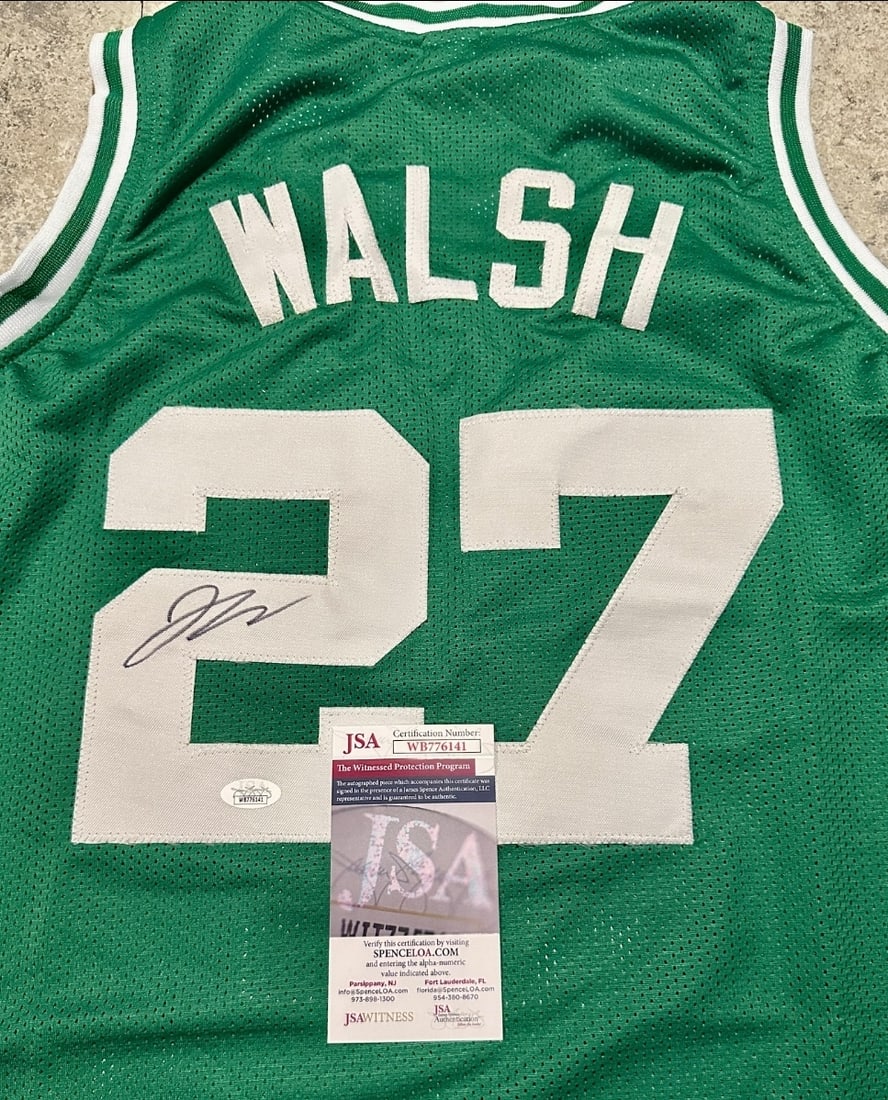 WALSH
27
WB776141
JSA
Certification Number:
WB776141
The Witnessed Protection Program
The autographed piece which accompanies this certificate was
signed in the presence of a James Spence Authentication, LLC
representative and is guaranteed to be authentic.
JSA
Verify this certification by visiting
SPENCELOA.COM
and entering the alpha-numeric
value indicated above.
Parsippany, NJ
info@SpenceLOA.com
973-898-1300
Fort Lauderdale, FL
florida@SpenceLOA.com
954-380-8670
JSAWITNESS
JSA
Authentication